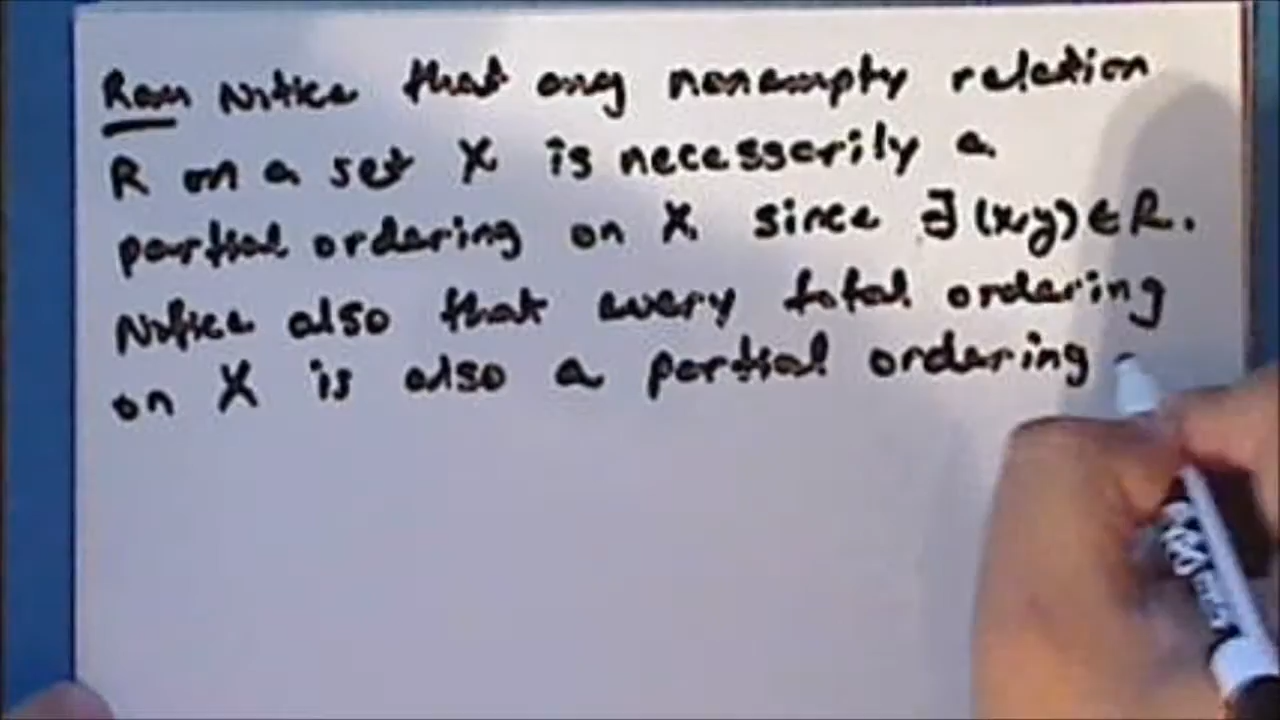 Rem Notice that any nonempty relation
R on a set X is necessarily a
partial ordering on X since ∃ (x,y) ∈ R.
Notice also that every total ordering
on X is also a partial ordering